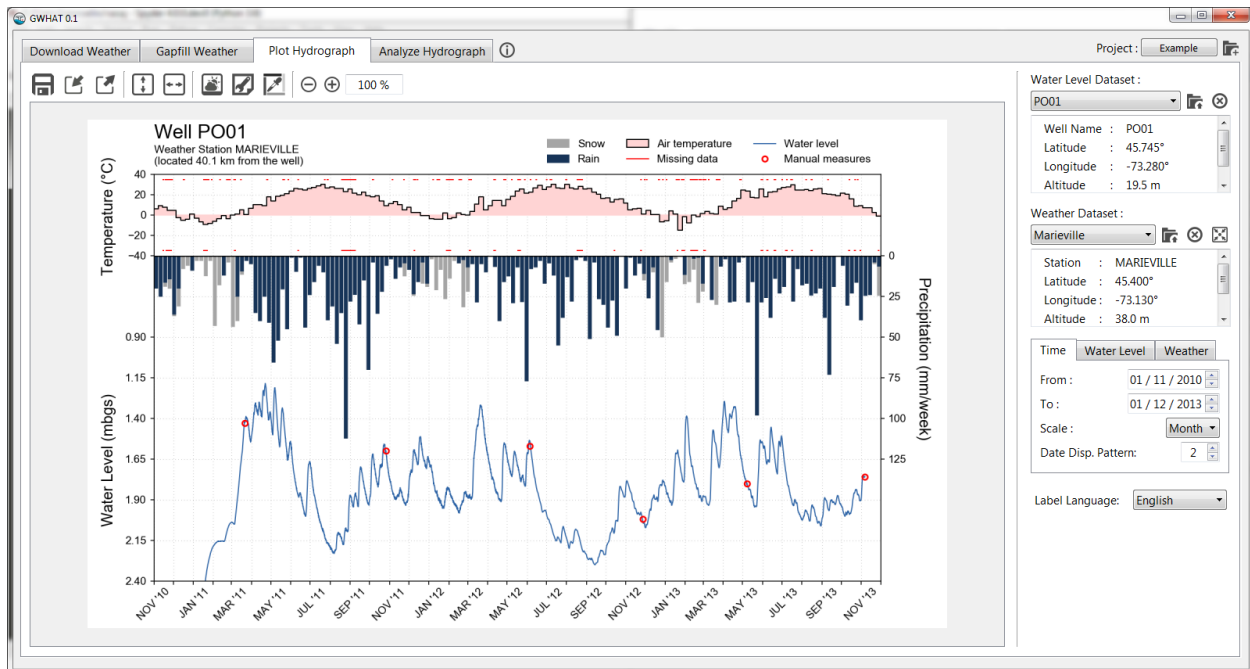 GWHAT 0.1
Download Weather
Gapfill Weather
Plot Hydrograph
Analyze Hydrograph
Project : Example
100 %
Well PO01
Weather Station MARIEVILLE
(located 40.1 km from the well)
Snow
Rain
Air temperature
Missing data
Water level
Manual measures
Temperature (°C)
40
20
0
−20
−40
Water Level (mbgs)
0.90
1.15
1.40
1.65
1.90
2.15
2.40
Precipitation (mm/week)
0
25
50
75
100
125
NOV '10
JAN '11
MAR '11
MAY '11
JUL '11
SEP '11
NOV '11
JAN '12
MAR '12
MAY '12
JUL '12
SEP '12
NOV '12
JAN '13
MAR '13
MAY '13
JUL '13
SEP '13
NOV '13
Water Level Dataset :
PO01
Well Name : PO01
Latitude : 45.745°
Longitude : -73.280°
Altitude : 19.5 m
Weather Dataset :
Marieville
Station : MARIEVILLE
Latitude : 45.400°
Longitude : -73.130°
Altitude : 38.0 m
Time
Water Level
Weather
From : 01 / 11 / 2010
To : 01 / 12 / 2013
Scale : Month
Date Disp. Pattern: 2
Label Language: English